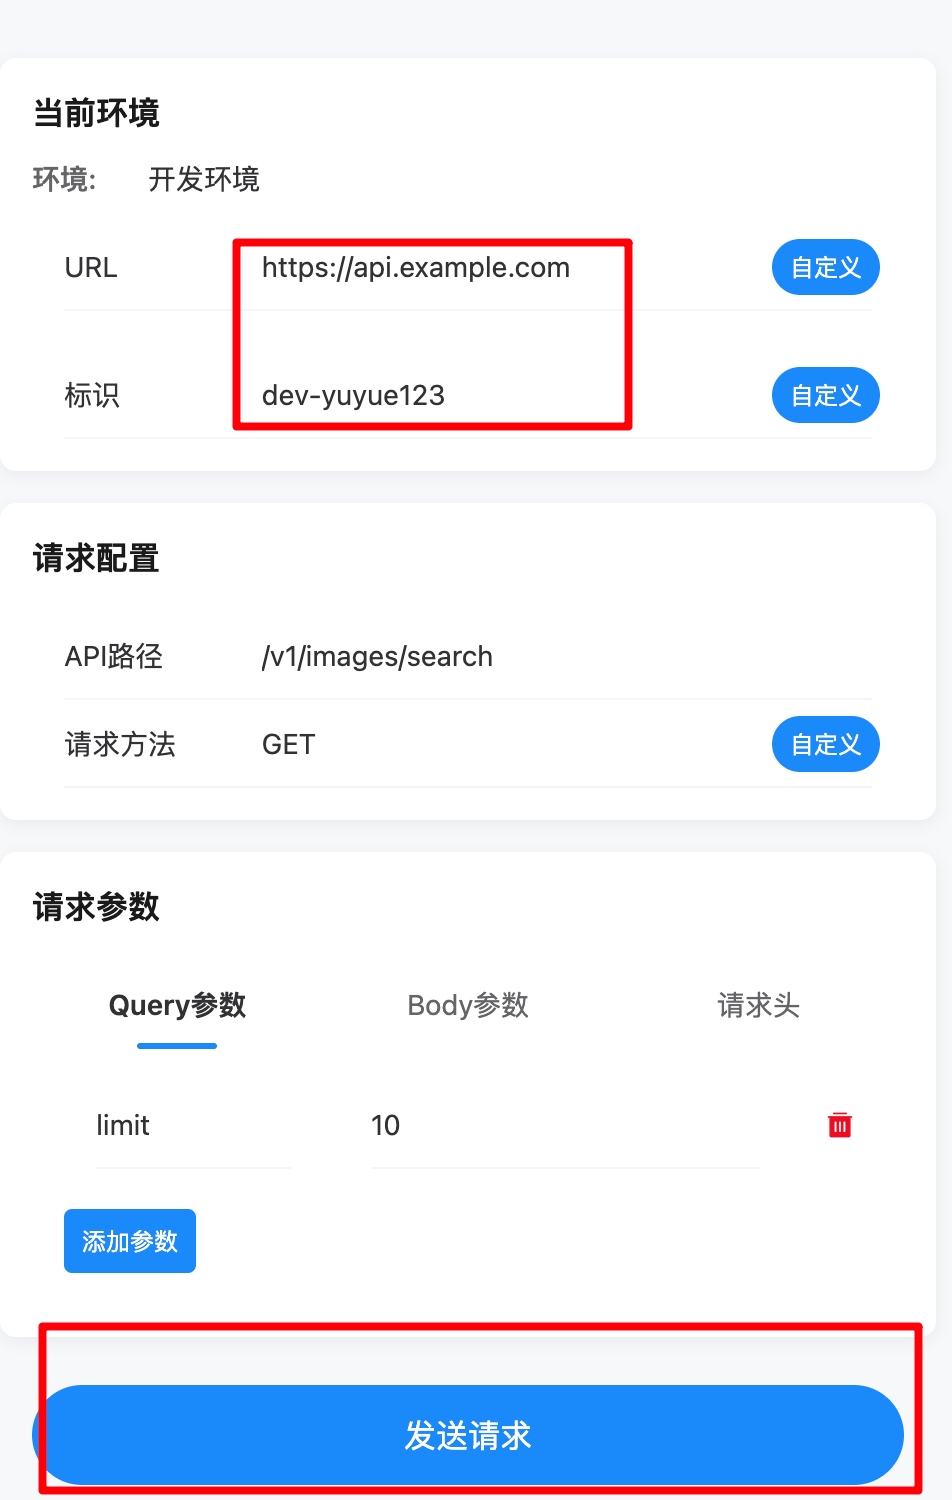 当前环境
环境: 开发环境
URL https://api.example.com 自定义
标识 dev-yuyue123 自定义
请求配置
API路径 /v1/images/search
请求方法 GET 自定义
请求参数
Query参数 Body参数 请求头
limit 10
添加参数
发送请求